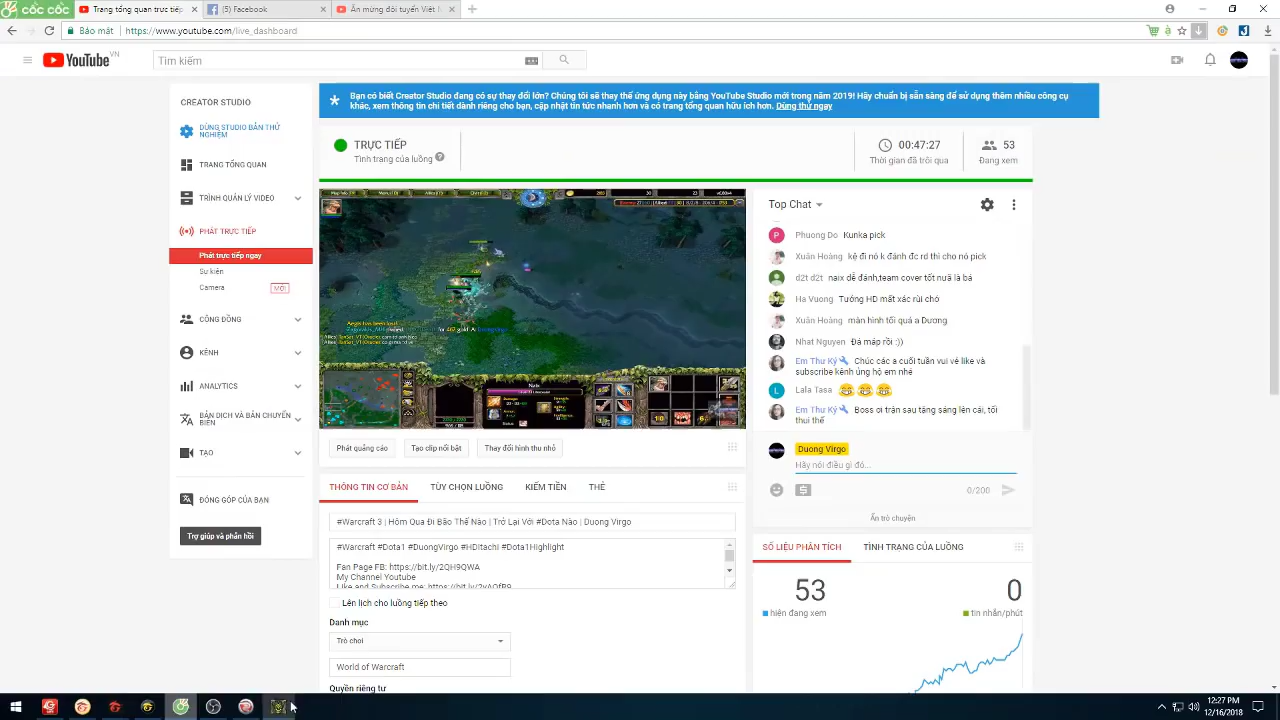 cốc cốc
Trang tổng quan trực tiếp
(5) Facebook
Ăn mừng đội tuyển Việt
Bảo mật
https://www.youtube.com/live_dashboard
YouTube VN
Tìm kiếm
CREATOR STUDIO
DÙNG STUDIO BẢN THỬ
NGHIỆM
TRANG TỔNG QUAN
TRÌNH QUẢN LÝ VIDEO
PHÁT TRỰC TIẾP
Phát trực tiếp ngay
Sự kiện
Camera
MỚI
CỘNG ĐỒNG
KÊNH
ANALYTICS
BẢN DỊCH VÀ BẢN CHUYỂN
BIÊN
TẠO
ĐÓNG GÓP CỦA BẠN
Trợ giúp và phản hồi
Bạn có biết Creator Studio đang có sự thay đổi lớn? Chúng tôi sẽ thay thế ứng dụng này bằng YouTube Studio mới trong năm 2019! Hãy chuẩn bị sẵn sàng để sử dụng thêm nhiều công cụ
khác, xem thông tin chi tiết dành riêng cho bạn, cập nhật tin tức nhanh hơn và có trang tổng quan hữu ích hơn. Dùng thử ngay
TRỰC TIẾP
Tình trạng của luồng
00:47:27
Thời gian đã trôi qua
53
Đang xem
Phát quảng cáo
Tạo clip nổi bật
Thay đổi hình thu nhỏ
THÔNG TIN CƠ BẢN
TÙY CHỌN LUỒNG
KIẾM TIỀN
THẺ
#Warcraft 3 | Hôm Qua Đi Bão Thế Nào | Trở Lại Với #Dota Nào | Duong Virgo
#Warcraft #Dota1 #DuongVirgo #HDItachi #Dota1Highlight
Fan Page FB: https://bit.ly/2QH9QWA
My Channel Youtube
Lên lịch cho luồng tiếp theo
Danh mục
Trò chơi
World of Warcraft
Quyền riêng tư
Top Chat
Phuong Do Kunka pick
Xuân Hoàng kệ đi nó k đánh đc rd thì cho nó pick
d2t d2t naix dễ đánh,team cover tốt nuã là bá
Ha Vuong Tướng HD mất xác rùi chớ
Xuân Hoàng màn hình tối quá a Dương
Nhat Nguyen Đá máp rồi :))
Em Thư Ký Chúc các a cuối tuần vui vẻ like và
subscribe kênh ủng hộ em nhé
Lala Tasa
Em Thư Ký Boss ơi trận sau tăng sáng lên cái, tối
thui thế
Duong Virgo
Hãy nói điều gì đó...
0/200
Ẩn trò chuyện
SỐ LIỆU PHÂN TÍCH
TÌNH TRẠNG CỦA LUỒNG
53
hiện đang xem
0
tin nhắn/phút
12:27 PM
12/16/2018